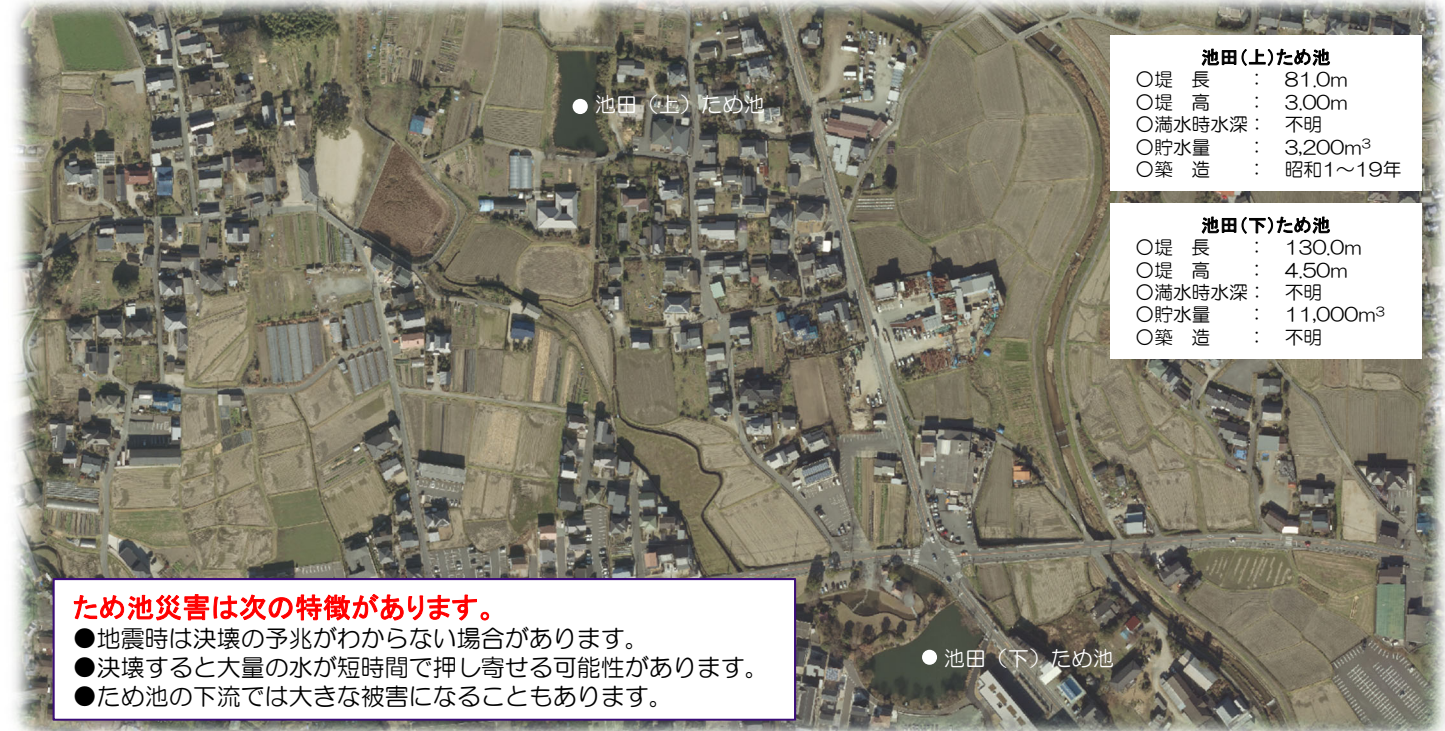 池田(上)ため池
○堤　長　：　81.0m
○堤　高　：　3.00m
○満水時水深：　不明
○貯水量　：　3,200m³
○築　造　：　昭和1～19年
池田(下)ため池
○堤　長　：　130.0m
○堤　高　：　4.50m
○満水時水深：　不明
○貯水量　：　11,000m³
○築　造　：　不明
●池田（上）ため池
●池田（下）ため池
ため池災害は次の特徴があります。
●地震時は決壊の予兆がわからない場合があります。
●決壊すると大量の水が短時間で押し寄せる可能性があります。
●ため池の下流では大きな被害になることもあります。